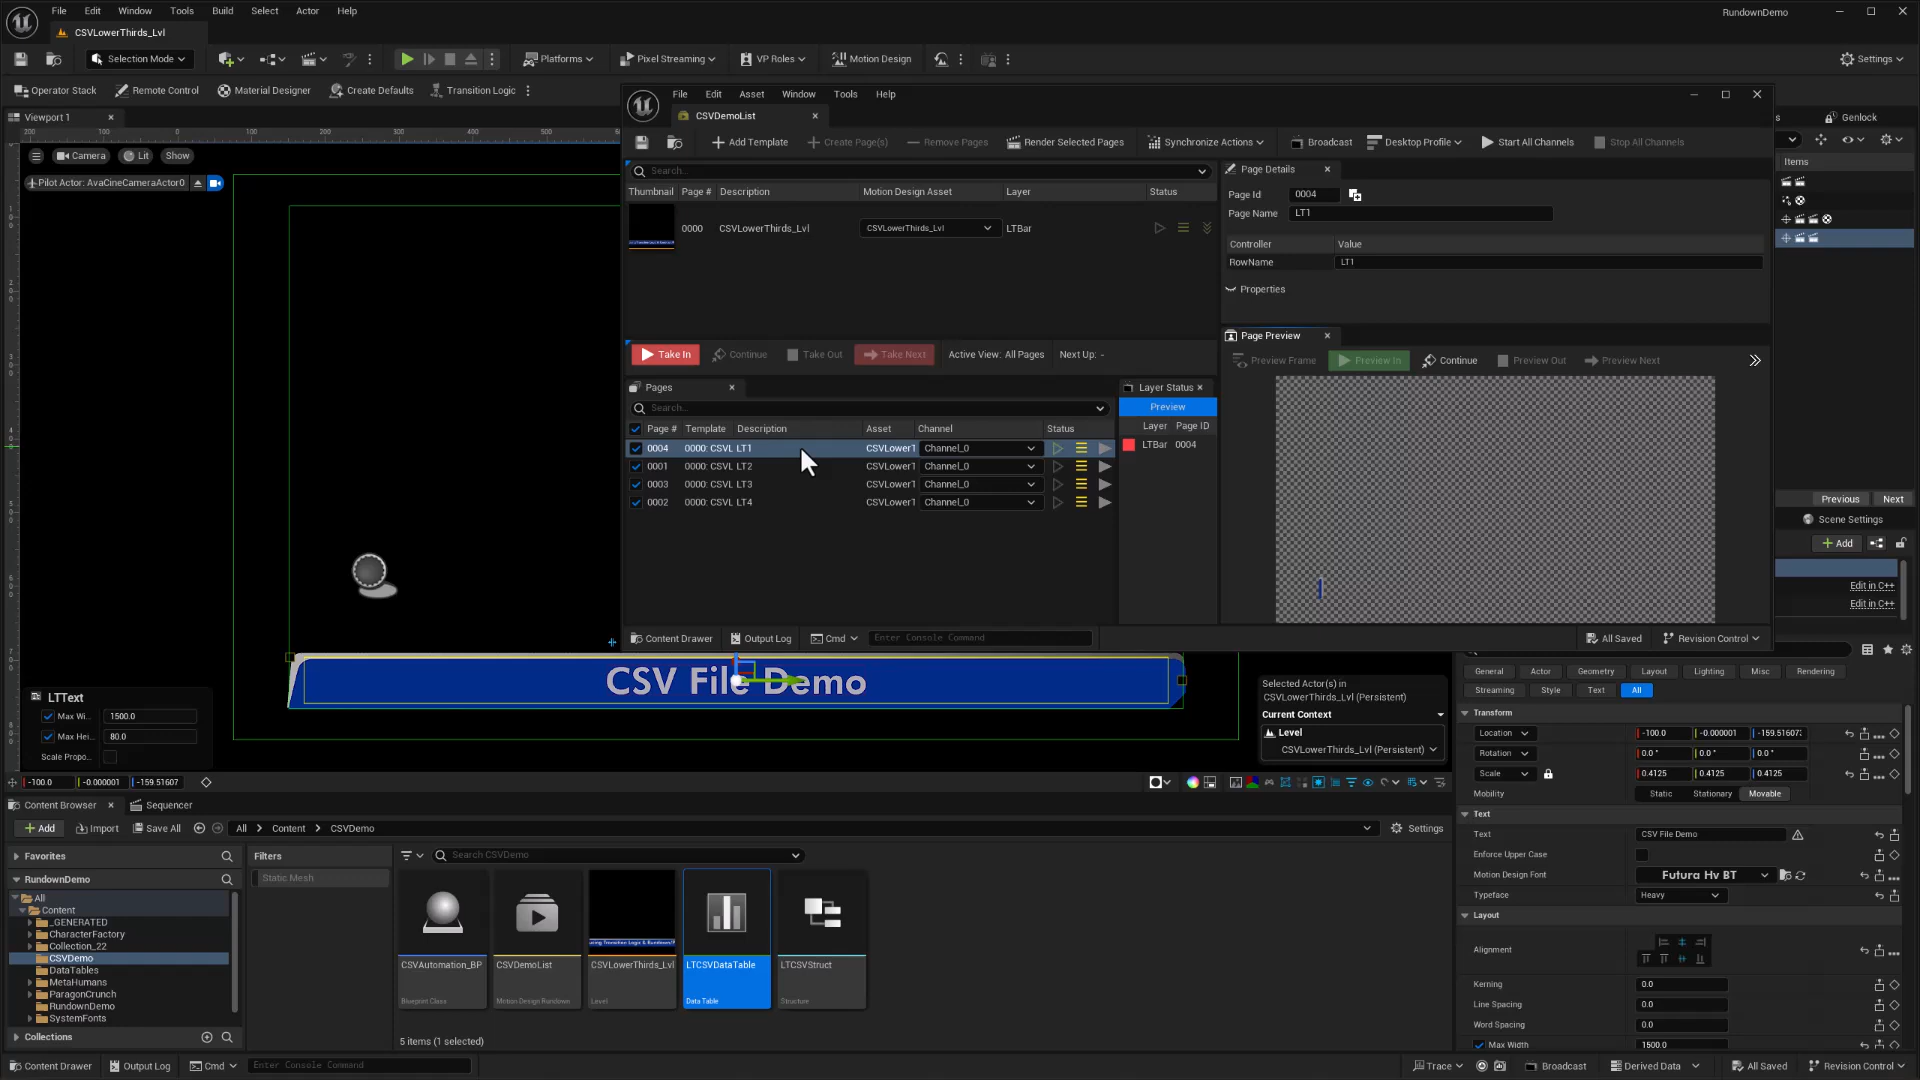 File Edit Window Tools Build Select Actor Help
RundownDemo
CSVLowerThirds_Lvl
Selection Mode
Platforms
Pixel Streaming
VP Roles
Motion Design
Settings
Operator Stack
Remote Control
Material Designer
Create Defaults
Transition Logic
Viewport 1
Camera
Lit
Show
Pilot Actor: AvaCineCameraActor0
File Edit Window Asset Window Tools Help
CSVDemoList
Add Template
Create Page(s)
Remove Pages
Render Selected Pages
Synchronize Actions
Broadcast
Desktop Profile
Start All Channels
Stop All Channels
Search...
Thumbnail Page # Description Motion Design Asset Layer Status
0000 CSVLowerThirds_Lvl CSVLowerThirds_Lvl LTBar
Page Details
Page Id 0004
Page Name LT1
Controller Value
RowName LT1
Properties
Take In
Continue
Take Out
Take Next
Active View: All Pages
Next Up: -
Pages
Search...
Page # Template Description Asset Channel Status
0004 0000: CSVL LT1 CSVLowerT Channel_0
0001 0000: CSVL LT2 CSVLowerT Channel_0
0003 0000: CSVL LT3 CSVLowerT Channel_0
0002 0000: CSVL LT4 CSVLowerT Channel_0
Layer Status
Preview
Layer Page ID
LTBar 0004
Page Preview
Preview Frame
Preview In
Continue
Preview Out
Preview Next
Content Drawer
Output Log
Cmd
Enter Console Command
All Saved
Revision Control
Genlock
Items
Previous
Next
Scene Settings
Add
Edit in C++
Edit in C++
CSV File Demo
LTText
Max Wi... 1500.0
Max Hei... 80.0
Scale Propo...
Selected Actor(s) in
CSVLowerThirds_Lvl (Persistent)
Current Context
Level
CSVLowerThirds_Lvl (Persistent)
-100.0 -0.000001 -159.51607
General Actor Geometry Layout Lighting Misc Rendering
Streaming Style Text All
Transform
Location -100.0 -0.000001 -159.51607
Rotation 0.0 ° 0.0 ° 0.0 °
Scale 0.4125 0.4125 0.4125
Mobility Static Stationary Movable
Text
Text CSV File Demo
Enforce Upper Case
Motion Design Font Futura Hv BT
Typeface Heavy
Layout
Alignment
Kerning 0.0
Line Spacing 0.0
Word Spacing 0.0
Max Width 1500.0
Content Browser
Sequencer
Add
Import
Save All
All > Content > CSVDemo
Settings
Favorites
RundownDemo
All
Content
_GENERATED
CharacterFactory
Collection_22
CSVDemo
DataTables
MetaHumans
ParagonCrunch
RundownDemo
SystemFonts
Collections
Filters
Static Mesh
Search CSVDemo
CSVAutomation_BP
Blueprint Class
CSVDemoList
Motion Design Rundown
CSVLowerThirds_Lvl
Level
LTCSVDataTable
Data Table
LTCSVStruct
Structure
5 items (1 selected)
Content Drawer
Output Log
Cmd
Enter Console Command
Trace
Broadcast
Derived Data
All Saved
Revision Control